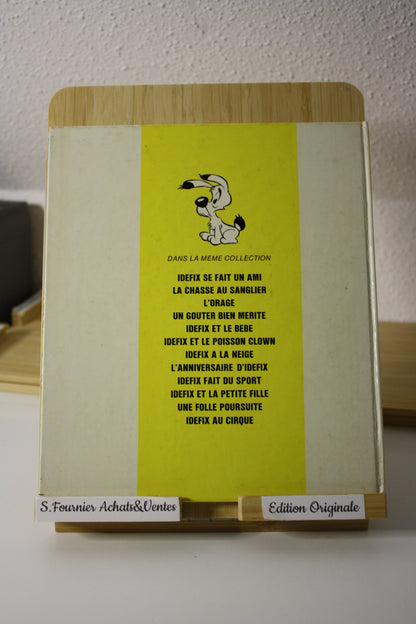 DANS LA MEME COLLECTION
IDEFIX SE FAIT UN AMI
LA CHASSE AU SANGLIER
L'ORAGE
UN GOUTER BIEN MERITE
IDEFIX ET LE BEBE
IDEFIX ET LE POISSON CLOWN
IDEFIX A LA NEIGE
L'ANNIVERSAIRE D'IDEFIX
IDEFIX FAIT DU SPORT
IDEFIX ET LA PETITE FILLE
UNE FOLLE POURSUITE
IDEFIX AU CIRQUE
S.Fournier Achats&Ventes
Edition Originale